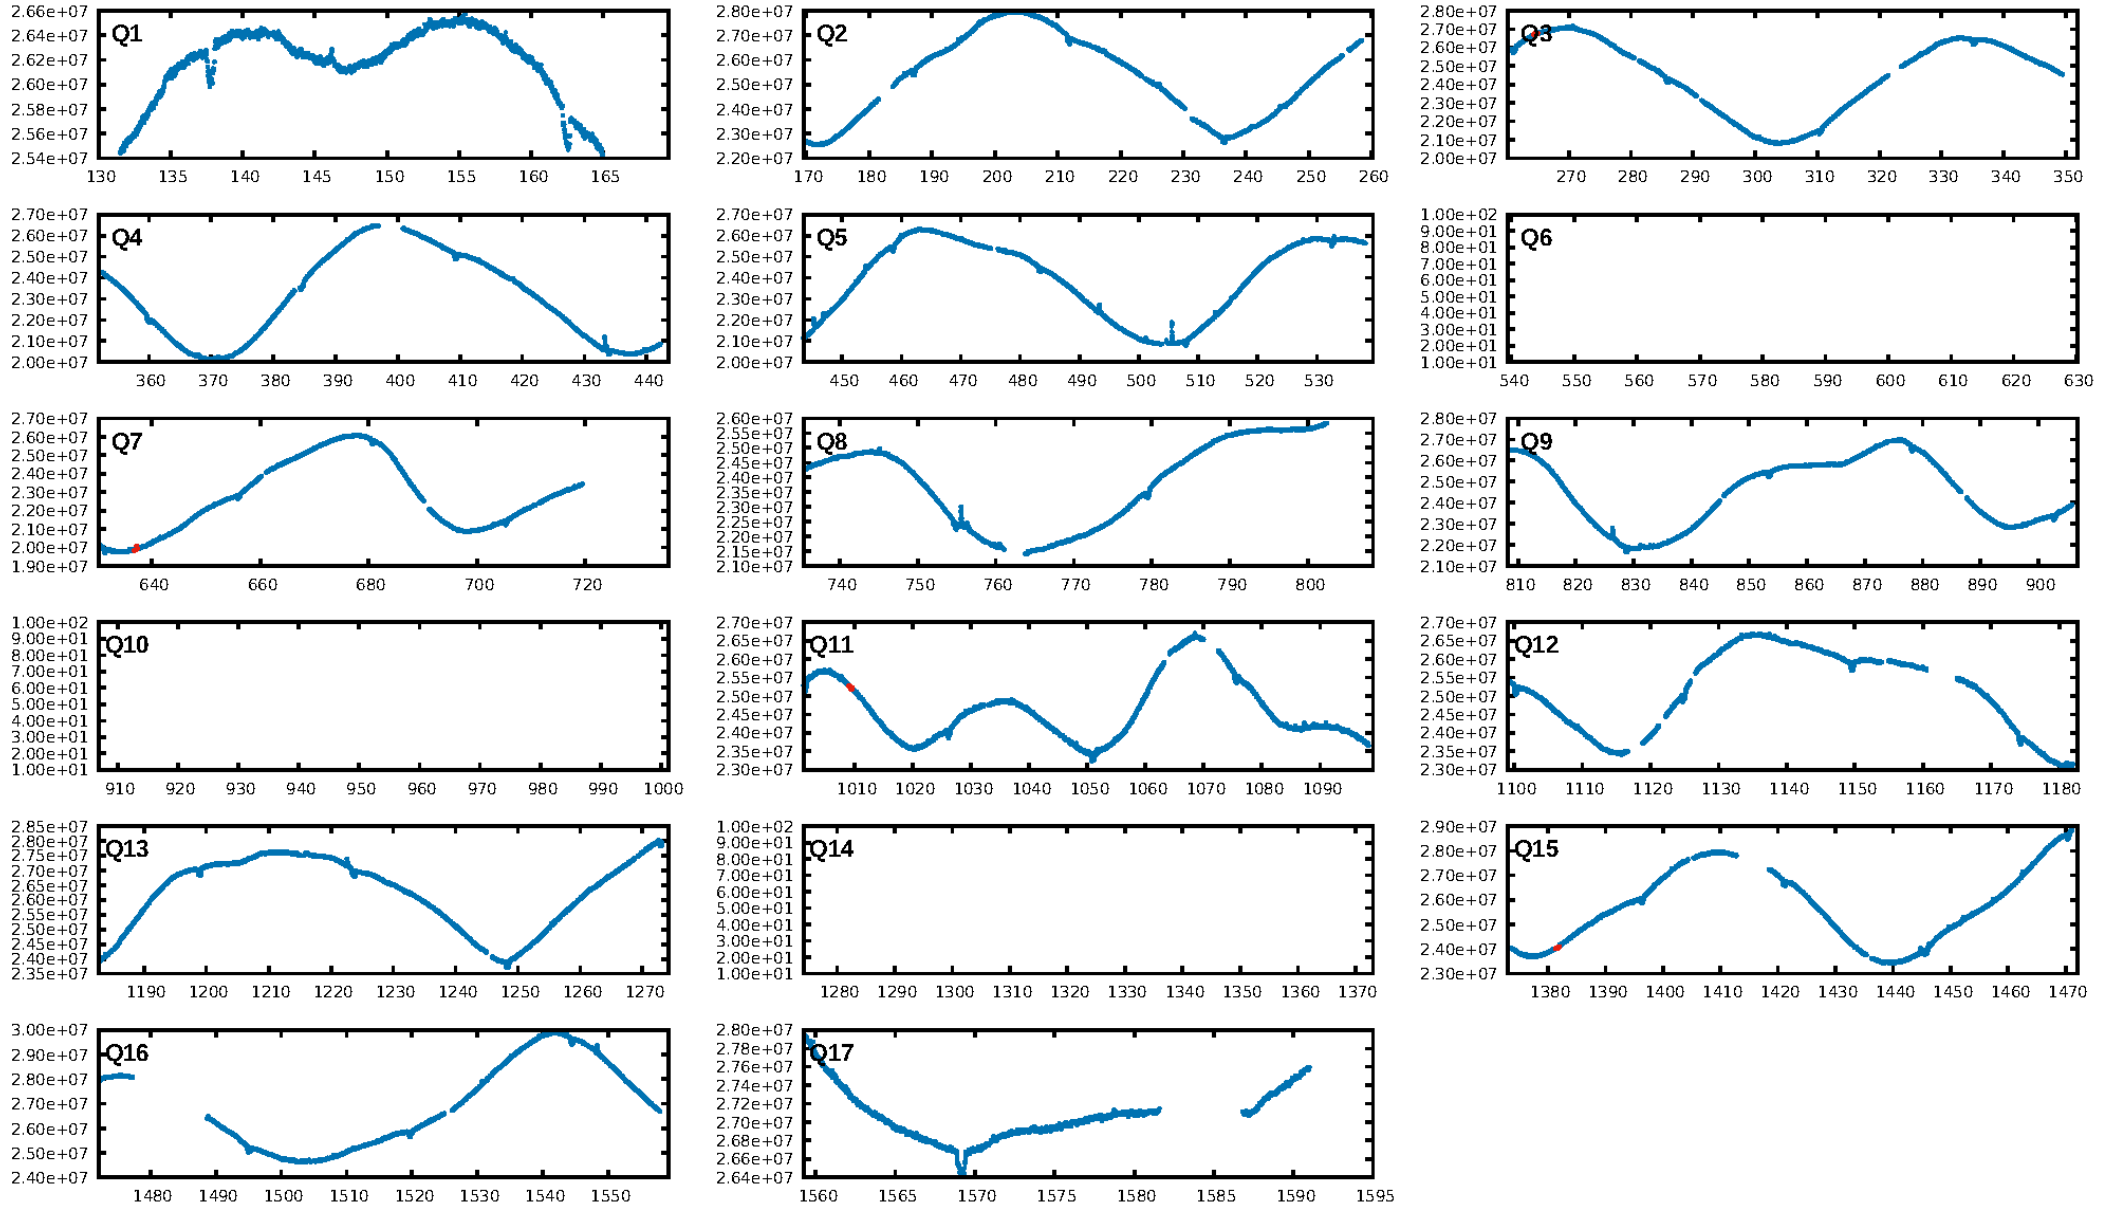 Q1
2.66e+07
2.64e+07
2.62e+07
2.60e+07
2.58e+07
2.56e+07
2.54e+07
130 135 140 145 150 155 160 165
Q2
2.80e+07
2.70e+07
2.60e+07
2.50e+07
2.40e+07
2.30e+07
2.20e+07
170 180 190 200 210 220 230 240 250 260
Q3
2.80e+07
2.70e+07
2.60e+07
2.50e+07
2.40e+07
2.30e+07
2.20e+07
2.10e+07
2.00e+07
270 280 290 300 310 320 330 340 350
Q4
2.70e+07
2.60e+07
2.50e+07
2.40e+07
2.30e+07
2.20e+07
2.10e+07
2.00e+07
360 370 380 390 400 410 420 430 440
Q5
2.70e+07
2.60e+07
2.50e+07
2.40e+07
2.30e+07
2.20e+07
2.10e+07
2.00e+07
450 460 470 480 490 500 510 520 530
Q6
1.00e+02
9.00e+01
8.00e+01
7.00e+01
6.00e+01
5.00e+01
4.00e+01
3.00e+01
2.00e+01
1.00e+01
540 550 560 570 580 590 600 610 620 630
Q7
2.70e+07
2.60e+07
2.50e+07
2.40e+07
2.30e+07
2.20e+07
2.10e+07
2.00e+07
1.90e+07
640 660 680 700 720
Q8
2.60e+07
2.55e+07
2.50e+07
2.45e+07
2.40e+07
2.35e+07
2.30e+07
2.25e+07
2.20e+07
2.15e+07
2.10e+07
740 750 760 770 780 790 800
Q9
2.80e+07
2.70e+07
2.60e+07
2.50e+07
2.40e+07
2.30e+07
2.20e+07
2.10e+07
810 820 830 840 850 860 870 880 890 900
Q10
1.00e+02
9.00e+01
8.00e+01
7.00e+01
6.00e+01
5.00e+01
4.00e+01
3.00e+01
2.00e+01
1.00e+01
910 920 930 940 950 960 970 980 990 1000
Q11
2.70e+07
2.65e+07
2.60e+07
2.55e+07
2.50e+07
2.45e+07
2.40e+07
2.35e+07
2.30e+07
1010 1020 1030 1040 1050 1060 1070 1080 1090
Q12
2.70e+07
2.65e+07
2.60e+07
2.55e+07
2.50e+07
2.45e+07
2.40e+07
2.35e+07
2.30e+07
1100 1110 1120 1130 1140 1150 1160 1170 1180
Q13
2.85e+07
2.80e+07
2.75e+07
2.70e+07
2.65e+07
2.60e+07
2.55e+07
2.50e+07
2.45e+07
2.40e+07
2.35e+07
1190 1200 1210 1220 1230 1240 1250 1260 1270
Q14
1.00e+02
9.00e+01
8.00e+01
7.00e+01
6.00e+01
5.00e+01
4.00e+01
3.00e+01
2.00e+01
1.00e+01
1280 1290 1300 1310 1320 1330 1340 1350 1360 1370
Q15
2.90e+07
2.80e+07
2.70e+07
2.60e+07
2.50e+07
2.40e+07
2.30e+07
1380 1390 1400 1410 1420 1430 1440 1450 1460 1470
Q16
3.00e+07
2.90e+07
2.80e+07
2.70e+07
2.60e+07
2.50e+07
2.40e+07
1480 1490 1500 1510 1520 1530 1540 1550
Q17
2.80e+07
2.78e+07
2.76e+07
2.74e+07
2.72e+07
2.70e+07
2.68e+07
2.66e+07
2.64e+07
1560 1565 1570 1575 1580 1585 1590 1595